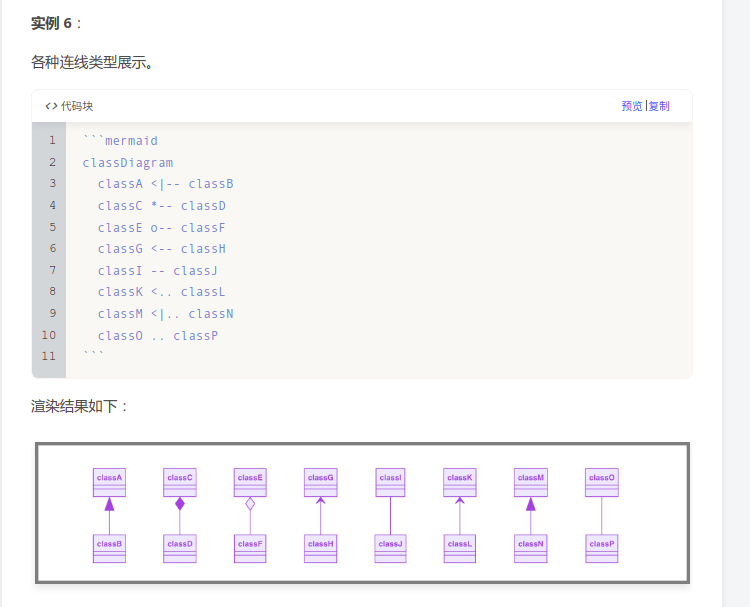 实例 6：
各种连线类型展示。
<> 代码块
预览 | 复制
1 ```mermaid
2 classDiagram
3 classA <|-- classB
4 classC *-- classD
5 classE o-- classF
6 classG <-- classH
7 classI -- classJ
8 classK <.. classL
9 classM <|.. classN
10 classO .. classP
11 ```
渲染结果如下：
classA classC classE classG classI classK classM classO
classB classD classF classH classJ classL classN classP